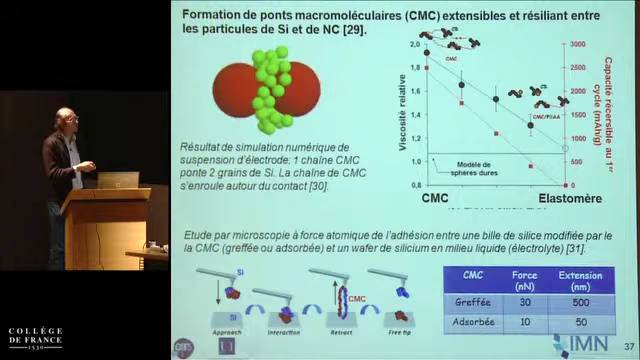 Formation de ponts macromoléculaires (CMC) extensibles et résiliant entre
les particules de Si et de NC [29].
Résultat de simulation numérique de
suspension d'électrode: 1 chaîne CMC
ponte 2 grains de Si. La chaîne de CMC
s'enroule autour du contact [30].
Viscosité relative
2,0
1,8
1,6
1,4
1,2
1,0
0,8
CB
CMC
CB
CMC/PEAA
Modèle de
sphères dures
3000
2500
2000
1500
1000
500
0
Capacité réversible au 1er
cycle (mAh/g)
CMC
Elastomère
Etude par microscopie à force atomique de l'adhésion entre une bille de silice modifiée par le
la CMC (greffée ou adsorbée) et un wafer de silicium en milieu liquide (électrolyte) [31].
Si
Si
CMC
Approach
Interaction
Retract
Free tip
CMC Force (nN) Extension (nm)
Greffée 30 500
Adsorbée 10 50
COLLÈGE
DE FRANCE
1530
cnrs
IMN
37